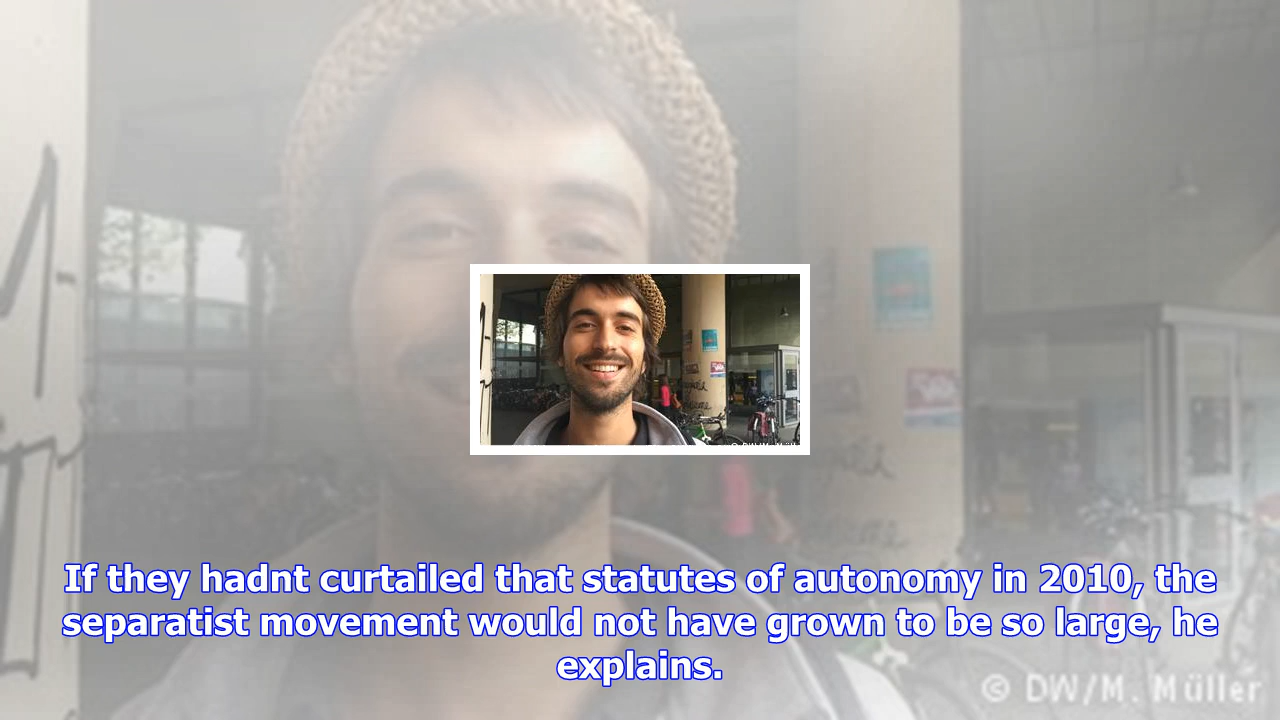 If they hadnt curtailed that statutes of autonomy in 2010, the
separatist movement would not have grown to be so large, he
explains.
© DW/M. Müller